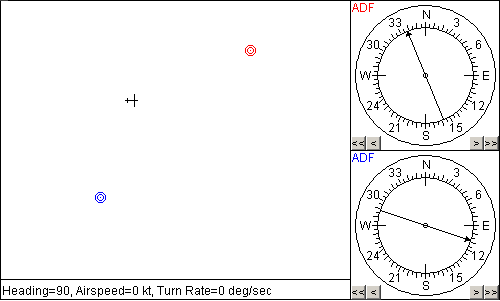 ADF
N
33 3
30 6
W E
24 12
21 15
S
<< < > >>
ADF
N
33 3
30 6
W E
24 12
21 15
S
<< < > >>
Heading=90, Airspeed=0 kt, Turn Rate=0 deg/sec